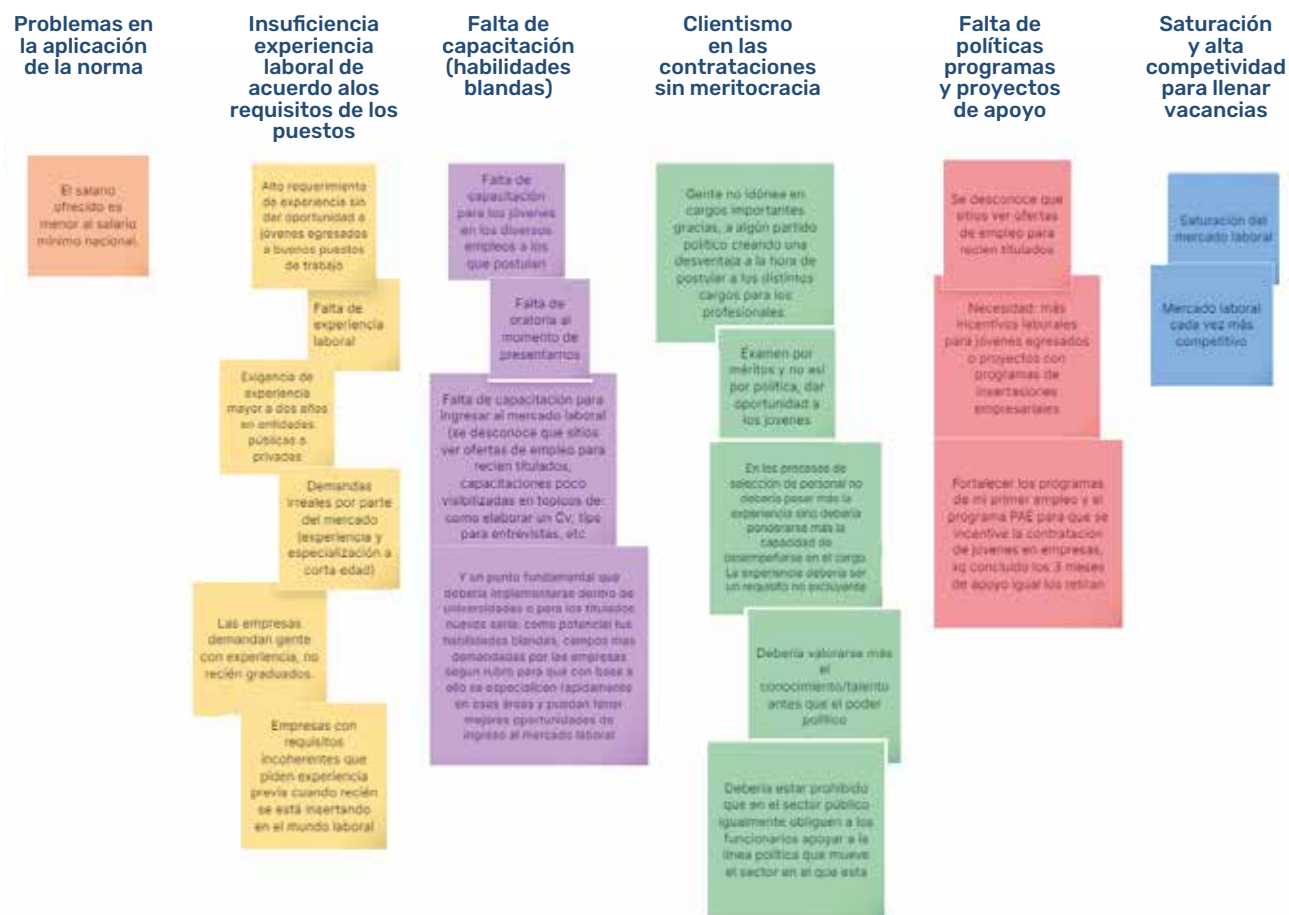 Problemas en
la aplicación
de la norma
Insuficiencia
experiencia
laboral de
acuerdo alos
requisitos de los
puestos
Falta de
capacitación
(habilidades
blandas)
Clientismo
en las
contrataciones
sin meritocracia
Falta de
políticas
programas
y proyectos
de apoyo
Saturación
y alta
competividad
para llenar
vacancias
El salario
ofrecido es
menor al salario
mínimo nacional.
Alto requerimiento
de experiencia sin
dar oportunidad a
jóvenes egresados
a buenos puestos
de trabajo
Falta de
experiencia
laboral
Exigencia de
experiencia
mayor a dos años
en entidades
públicas o
privadas
Demandas
irreales por parte
del mercado
(experiencia y
especialización a
corta edad)
Las empresas
demandan gente
con experiencia, no
recién graduados.
Empresas con
requisitos
incoherentes que
piden experiencia
previa cuando recién
se está insertando
en el mundo laboral
Falta de
capacitación
para los jóvenes
en los diversos
empleos a los
que postulan
Falta de
oratoria al
momento de
presentarnos
Falta de capacitación para
ingresar al mercado laboral
(se desconoce que sitios
ver ofertas de empleo para
recien titulados,
capacitaciones poco
visibilizadas en topicos de:
como elaborar un Cv, tips
para entrevistas, etc
Y un punto fundamental que
debería implementarse dentro de
universidades o para los titulados
nuevos sería: como potencial tus
habilidades blandas, campos mas
demandadas por las empresas
segun rubro para que con base a
ello se especialicen rapidamente
en esas áreas y puedan tener
mejores oportunidades de
ingreso al mercado laboral
Gente no idónea en
cargos importantes
gracias, a algún partido
político creando una
desventaja a la hora de
postular a los distintos
cargos para los
profesionales.
Examen por
méritos y no así
por política, dar
oportunidad a
los jovenes
En los procesos de
selección de personal no
debería pesar más la
experiencia sino debería
ponderarse más la
capacidad de
desempeñarse en el cargo.
La experiencia debería ser
un requisito no excluyente
Debería valorarse más
el
conocimiento/talento
antes que el poder
político
Debería estar prohibido
que en el sector público
igualmente obliguen a los
funcionarios apoyar a la
línea política que mueve
el sector en el que esta
Se desconoce que
sitios ver ofertas
de empleo para
recien titulados
Necesidad: más
incentivos laborales
para jóvenes egresados
o proyectos con
programas de
insertaciones
empresariales
Fortalecer los programas
de mi primer empleo y el
programa PAE para que se
incentive la contratacion
de jovenes en empresas,
xq concluido los 3 meses
de apoyo igual los retiran
Saturación del
mercado laboral
Mercado laboral
cada vez más
competitivo